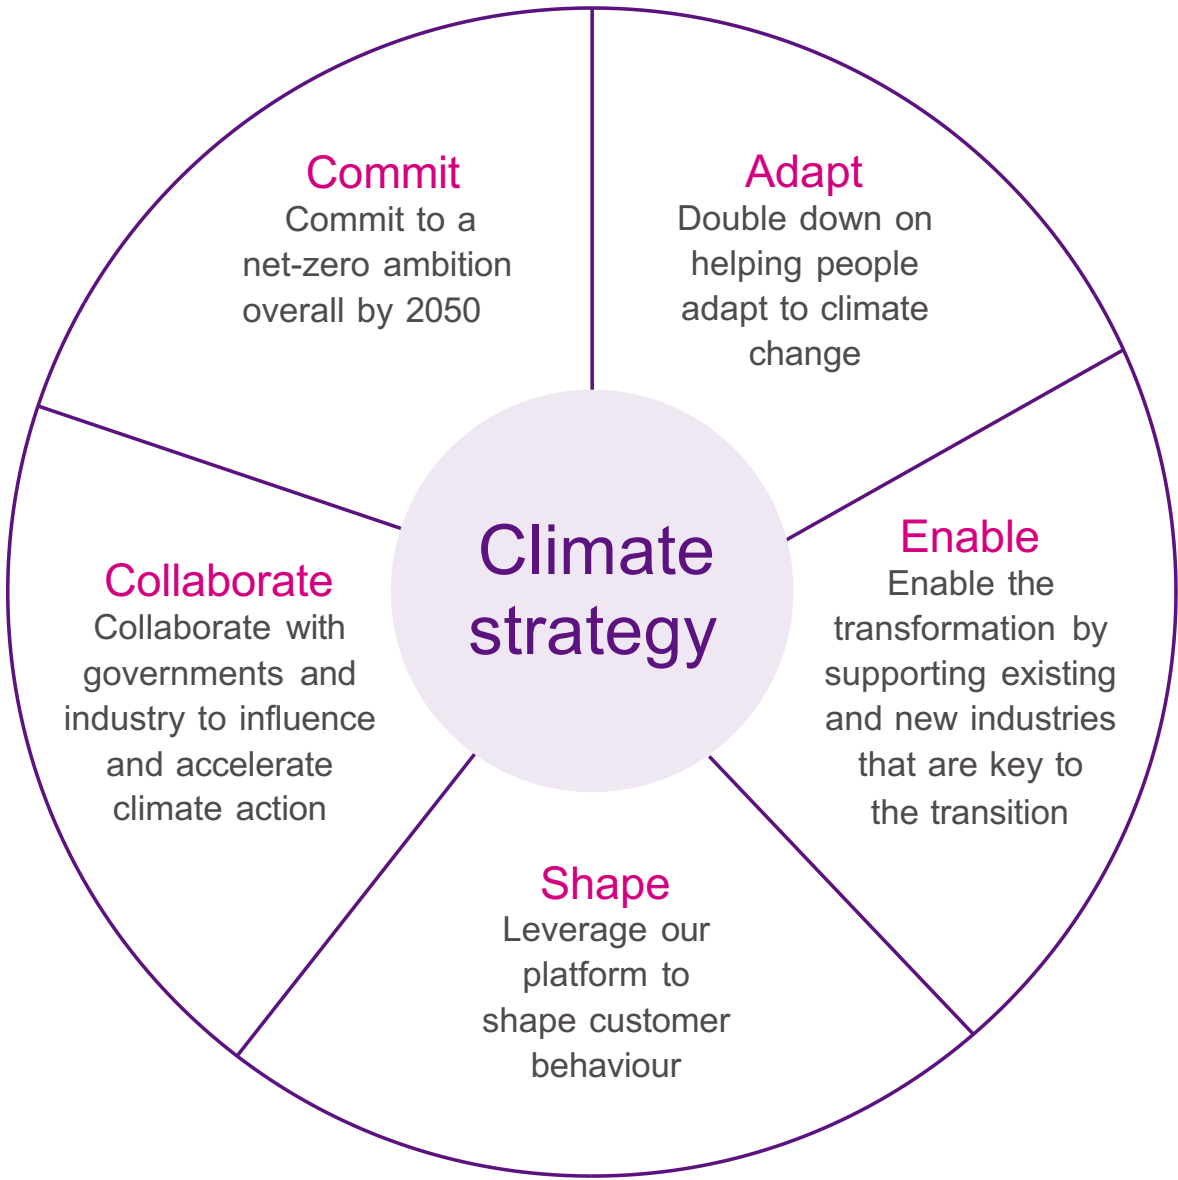 Commit
Commit to a
net-zero ambition
overall by 2050
Adapt
Double down on
helping people
adapt to climate
change
Climate
strategy
Enable
Enable the
transformation by
supporting existing
and new industries
that are key to
the transition
Collaborate
Collaborate with
governments and
industry to influence
and accelerate
climate action
Shape
Leverage our
platform to
shape customer
behaviour